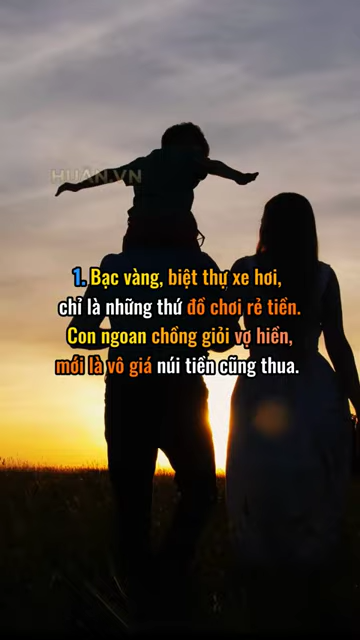 HUAN.VN
1. Bạc vàng, biệt thự xe hơi,
chỉ là những thứ đồ chơi rẻ tiền.
Con ngoan chồng giỏi vợ hiền,
mới là vô giá núi tiền cũng thua.